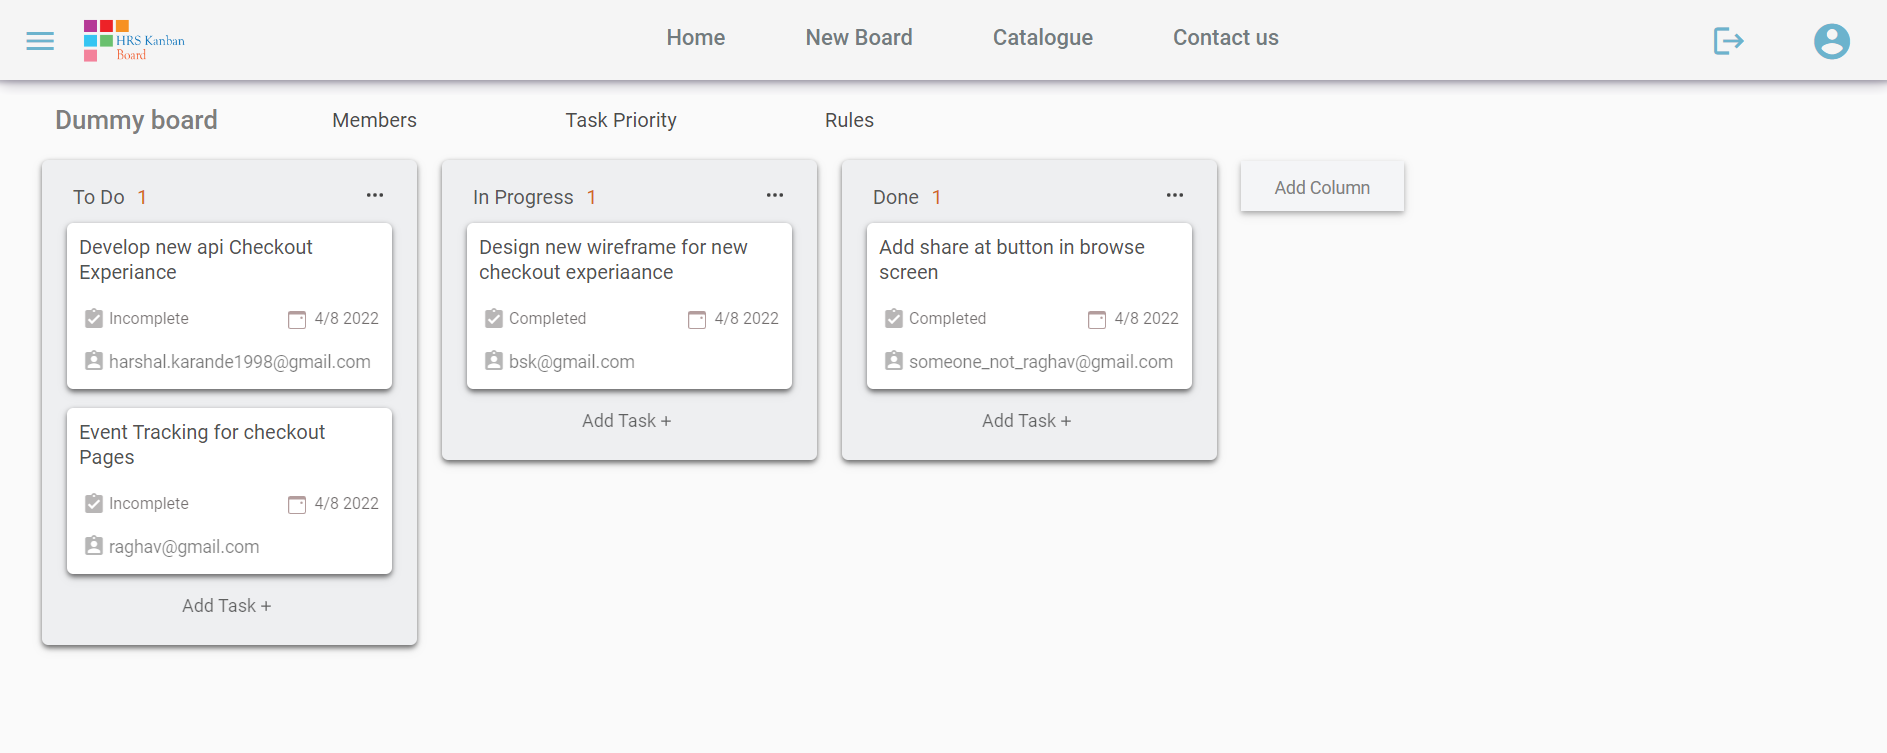 HRS Kanban
Board
Home
New Board
Catalogue
Contact us
Dummy board
Members
Task Priority
Rules
To Do 1
Develop new api Checkout
Experiance
Incomplete
4/8 2022
harshal.karande1998@gmail.com
Event Tracking for checkout
Pages
Incomplete
4/8 2022
raghav@gmail.com
Add Task +
In Progress 1
Design new wireframe for new
checkout experiaance
Completed
4/8 2022
bsk@gmail.com
Add Task +
Done 1
Add share at button in browse
screen
Completed
4/8 2022
someone_not_raghav@gmail.com
Add Task +
Add Column